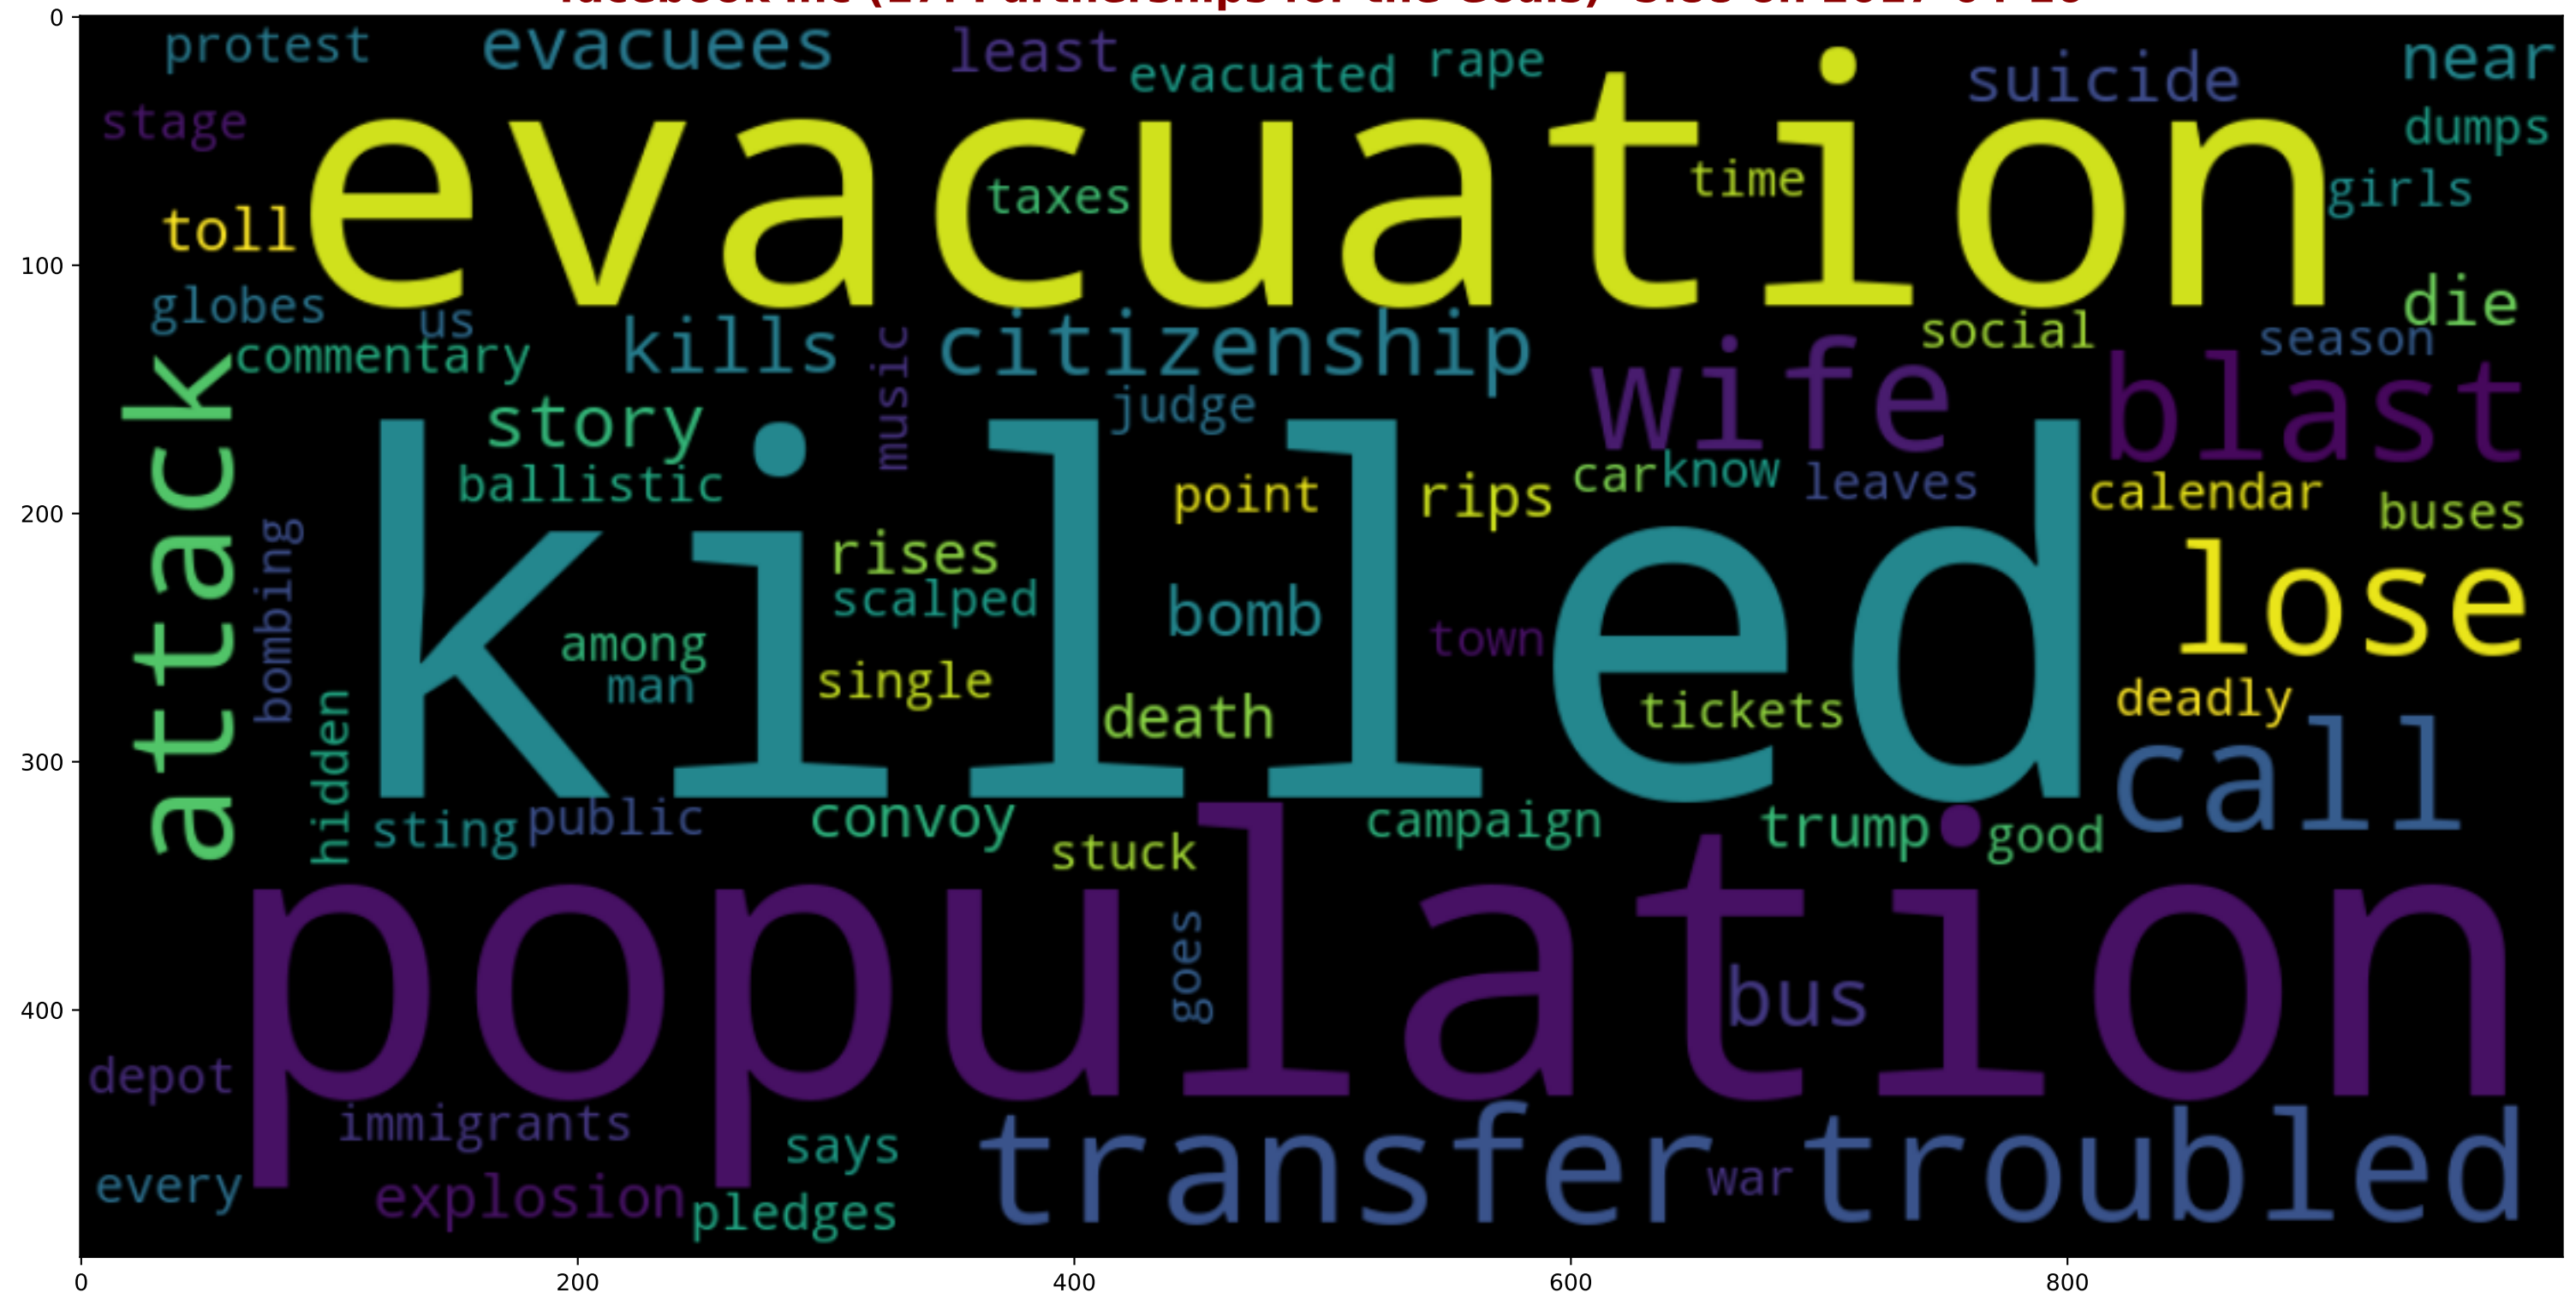 0
protest evacuees least evacuated rape suicide near
stage dumps
evacuation
taxes time girls
toll
100
globes us die
commentary kills music citizenship social season
attack story judge wife blast
ballistic point rips car know leaves calendar buses
200
killed
bombing rises scalped bomb lose
among town
man single
hidden death tickets deadly
300
call
sting public convoy stuck campaign trump good
population
goes bus
400
depot
immigrants says transfer troubled
every explosion pledges war
0 200 400 600 800